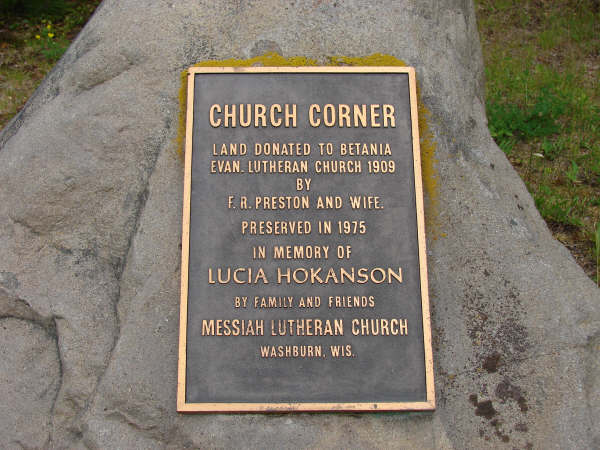 CHURCH CORNER
LAND DONATED TO BETANIA
EVAN. LUTHERAN CHURCH 1909
BY
F. R. PRESTON AND WIFE.
PRESERVED IN 1975
IN MEMORY OF
LUCIA HOKANSON
BY FAMILY AND FRIENDS
MESSIAH LUTHERAN CHURCH
WASHBURN, WIS.